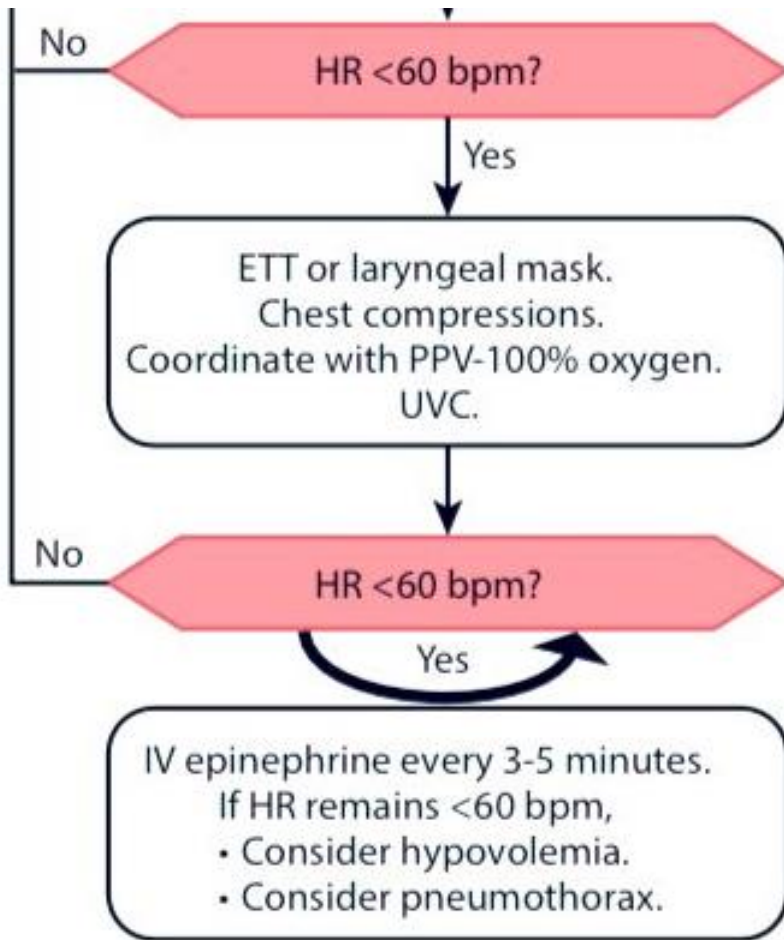 No
HR <60 bpm?
Yes
ETT or laryngeal mask.
Chest compressions.
Coordinate with PPV-100% oxygen.
UVC.
No
HR <60 bpm?
Yes
IV epinephrine every 3-5 minutes.
If HR remains <60 bpm,
• Consider hypovolemia.
• Consider pneumothorax.